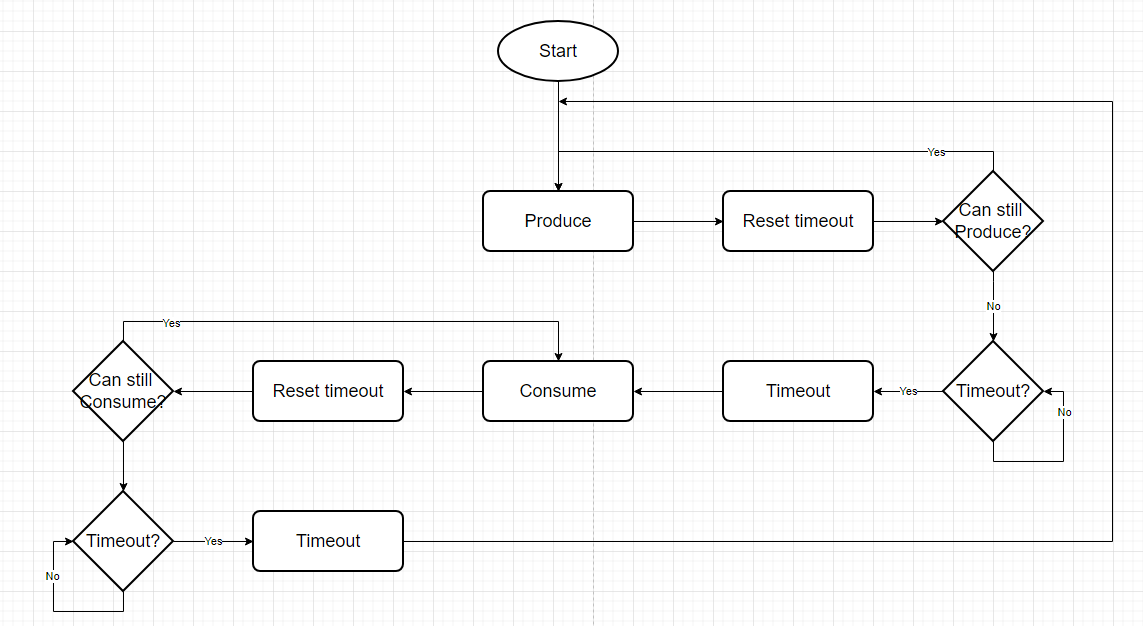 Start
Yes
Produce
Reset timeout
Can still
Produce?
No
Yes
Can still
Consume?
Reset timeout
Consume
Timeout
Yes
Timeout?
No
Timeout?
Yes
Timeout
No